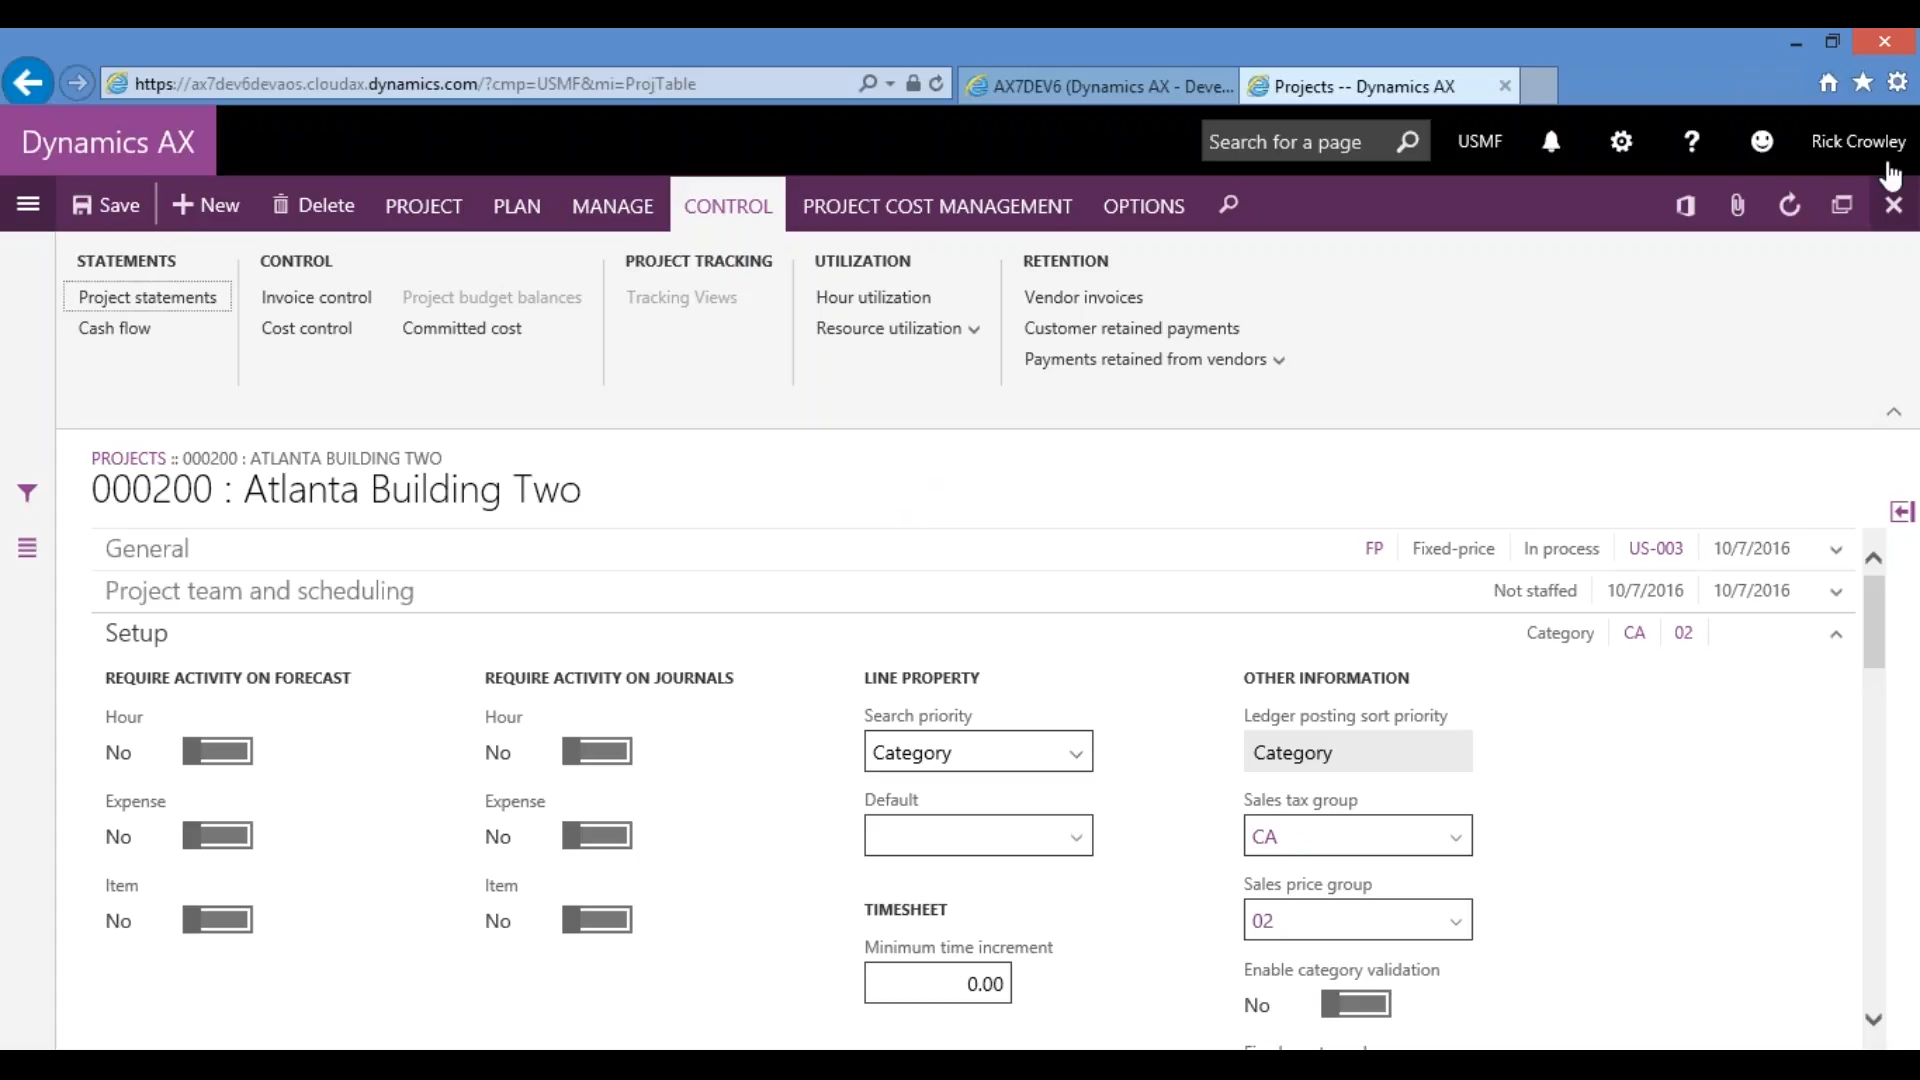 https://ax7dev6devaos.cloudax.dynamics.com/?cmp=USMF&mi=ProjTable
AX7DEV6 (Dynamics AX - Deve...
Projects -- Dynamics AX
Dynamics AX
Search for a page
USMF
Rick Crowley
Save
New
Delete
PROJECT
PLAN
MANAGE
CONTROL
PROJECT COST MANAGEMENT
OPTIONS
STATEMENTS
Project statements
Cash flow
CONTROL
Invoice control
Project budget balances
Cost control
Committed cost
PROJECT TRACKING
Tracking Views
UTILIZATION
Hour utilization
Resource utilization
RETENTION
Vendor invoices
Customer retained payments
Payments retained from vendors
PROJECTS :: 000200 : ATLANTA BUILDING TWO
000200 : Atlanta Building Two
General
FP
Fixed-price
In process
US-003
10/7/2016
Project team and scheduling
Not staffed
10/7/2016
10/7/2016
Setup
Category
CA
02
REQUIRE ACTIVITY ON FORECAST
Hour
No
Expense
No
Item
No
REQUIRE ACTIVITY ON JOURNALS
Hour
No
Expense
No
Item
No
LINE PROPERTY
Search priority
Category
Default
TIMESHEET
Minimum time increment
0.00
OTHER INFORMATION
Ledger posting sort priority
Category
Sales tax group
CA
Sales price group
02
Enable category validation
No